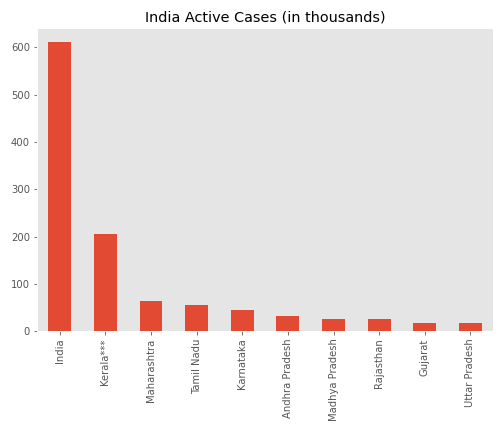 India Active Cases (in thousands)
600
500
400
300
200
100
0
India
Kerala***
Maharashtra
Tamil Nadu
Karnataka
Andhra Pradesh
Madhya Pradesh
Rajasthan
Gujarat
Uttar Pradesh